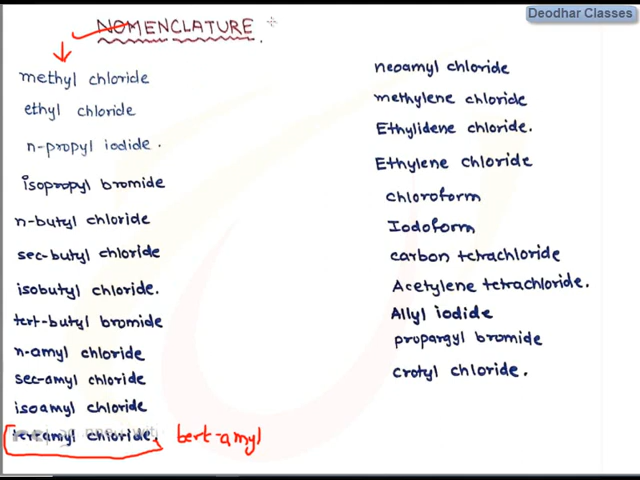 Deodhar Classes
NOMENCLATURE
methyl chloride
ethyl chloride
n-propyl iodide.
isopropyl bromide
n-butyl chloride
sec-butyl chloride
isobutyl chloride.
tert-butyl bromide
n-amyl chloride
sec-amyl chloride
isoamyl chloride
tertamyl chloride. tert-amyl
neoamyl chloride
methylene chloride
Ethylidene chloride.
Ethylene chloride
chloroform
Iodoform
carbon tetrachloride
Acetylene tetrachloride.
Allyl iodide
propargyl bromide
crotyl chloride.